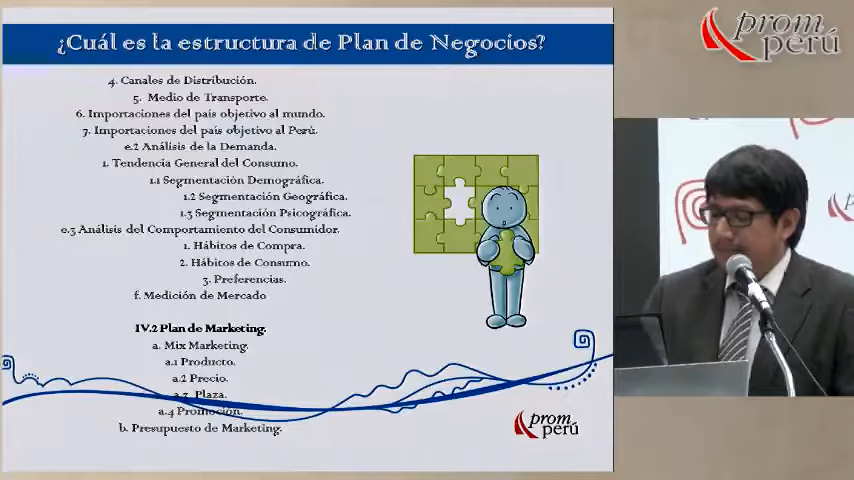 ¿Cuál es la estructura de Plan de Negocios?
4. Canales de Distribución.
5. Medio de Transporte.
6. Importaciones del país objetivo al mundo.
7. Importaciones del país objetivo al Perú.
e.2 Análisis de la Demanda.
1. Tendencia General del Consumo.
1.1 Segmentación Demográfica.
1.2 Segmentación Geográfica.
1.3 Segmentación Psicográfica.
e.3 Análisis del Comportamiento del Consumidor.
1. Hábitos de Compra.
2. Hábitos de Consumo.
3. Preferencias.
f. Medición de Mercado
IV.2 Plan de Marketing.
a. Mix Marketing.
a.1 Producto.
a.2 Precio.
a.3 Plaza.
a.4 Promoción.
b. Presupuesto de Marketing.
prom
perú
prom
perú